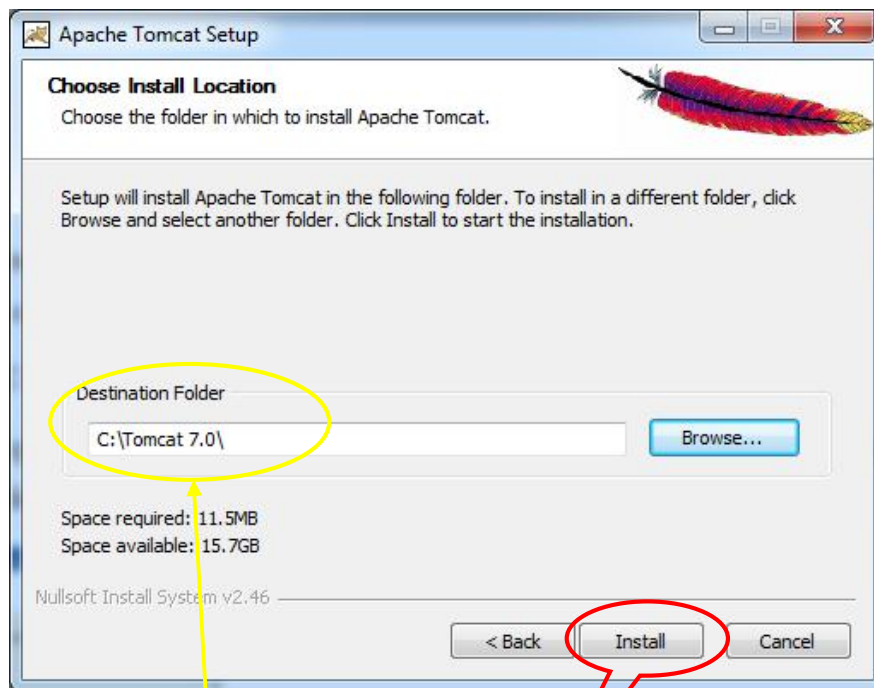 Apache Tomcat Setup
Choose Install Location
Choose the folder in which to install Apache Tomcat.
Setup will install Apache Tomcat in the following folder. To install in a different folder, click
Browse and select another folder. Click Install to start the installation.
Destination Folder
C:\Tomcat 7.0\
Browse...
Space required: 11.5MB
Space available: 15.7GB
Nullsoft Install System v2.46
< Back Install Cancel